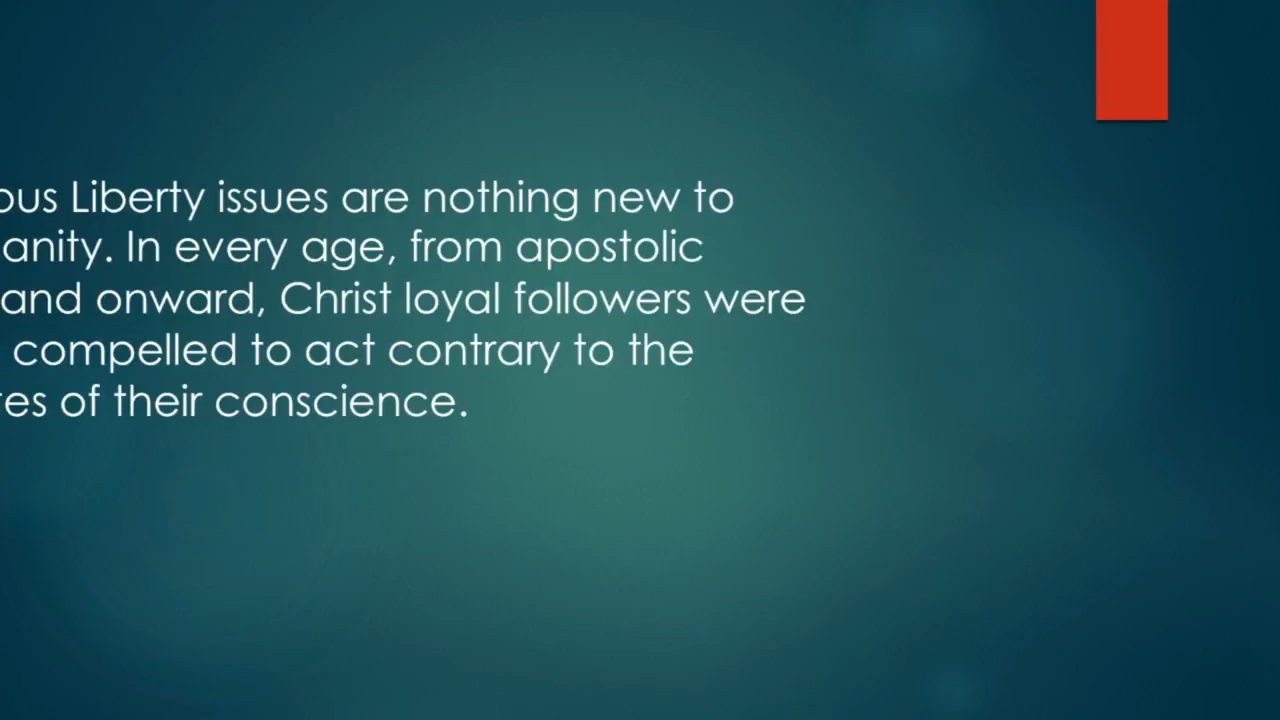 ous Liberty issues are nothing new to
anity. In every age, from apostolic
and onward, Christ loyal followers were
compelled to act contrary to the
es of their conscience.